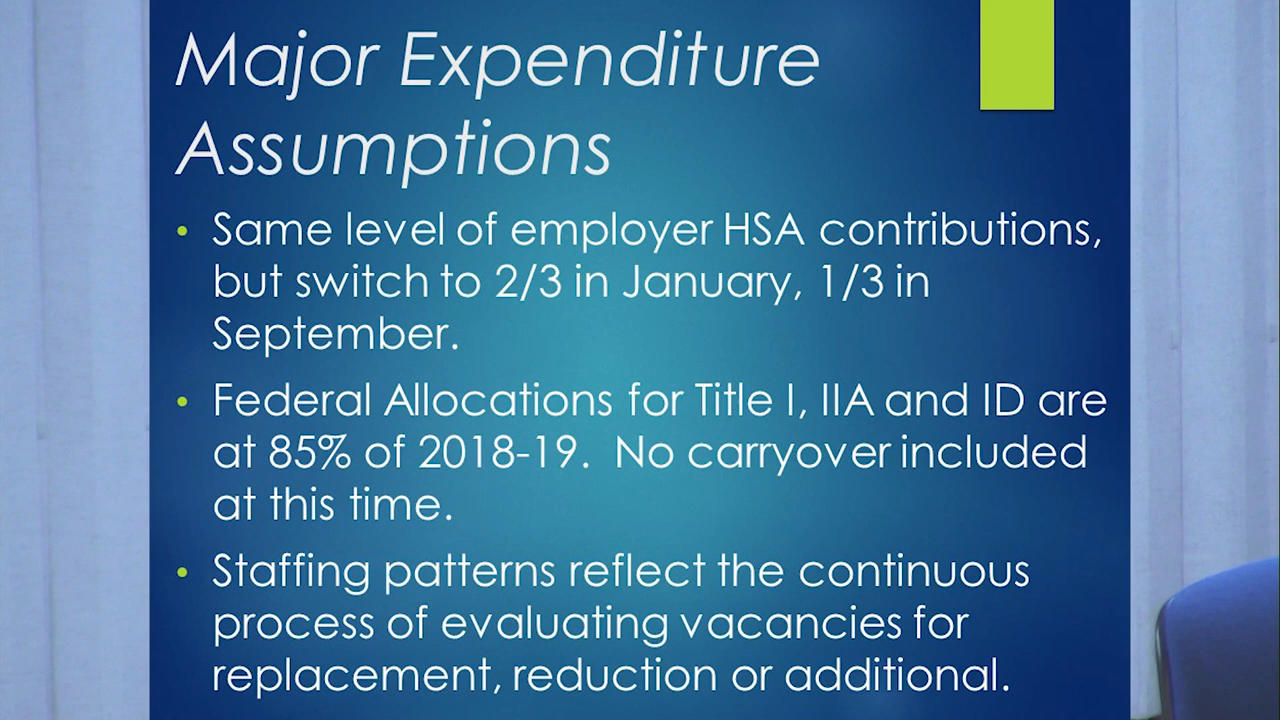 Major Expenditure
Assumptions
• Same level of employer HSA contributions,
but switch to 2/3 in January, 1/3 in
September.
• Federal Allocations for Title I, IIA and ID are
at 85% of 2018-19. No carryover included
at this time.
• Staffing patterns reflect the continuous
process of evaluating vacancies for
replacement, reduction or additional.